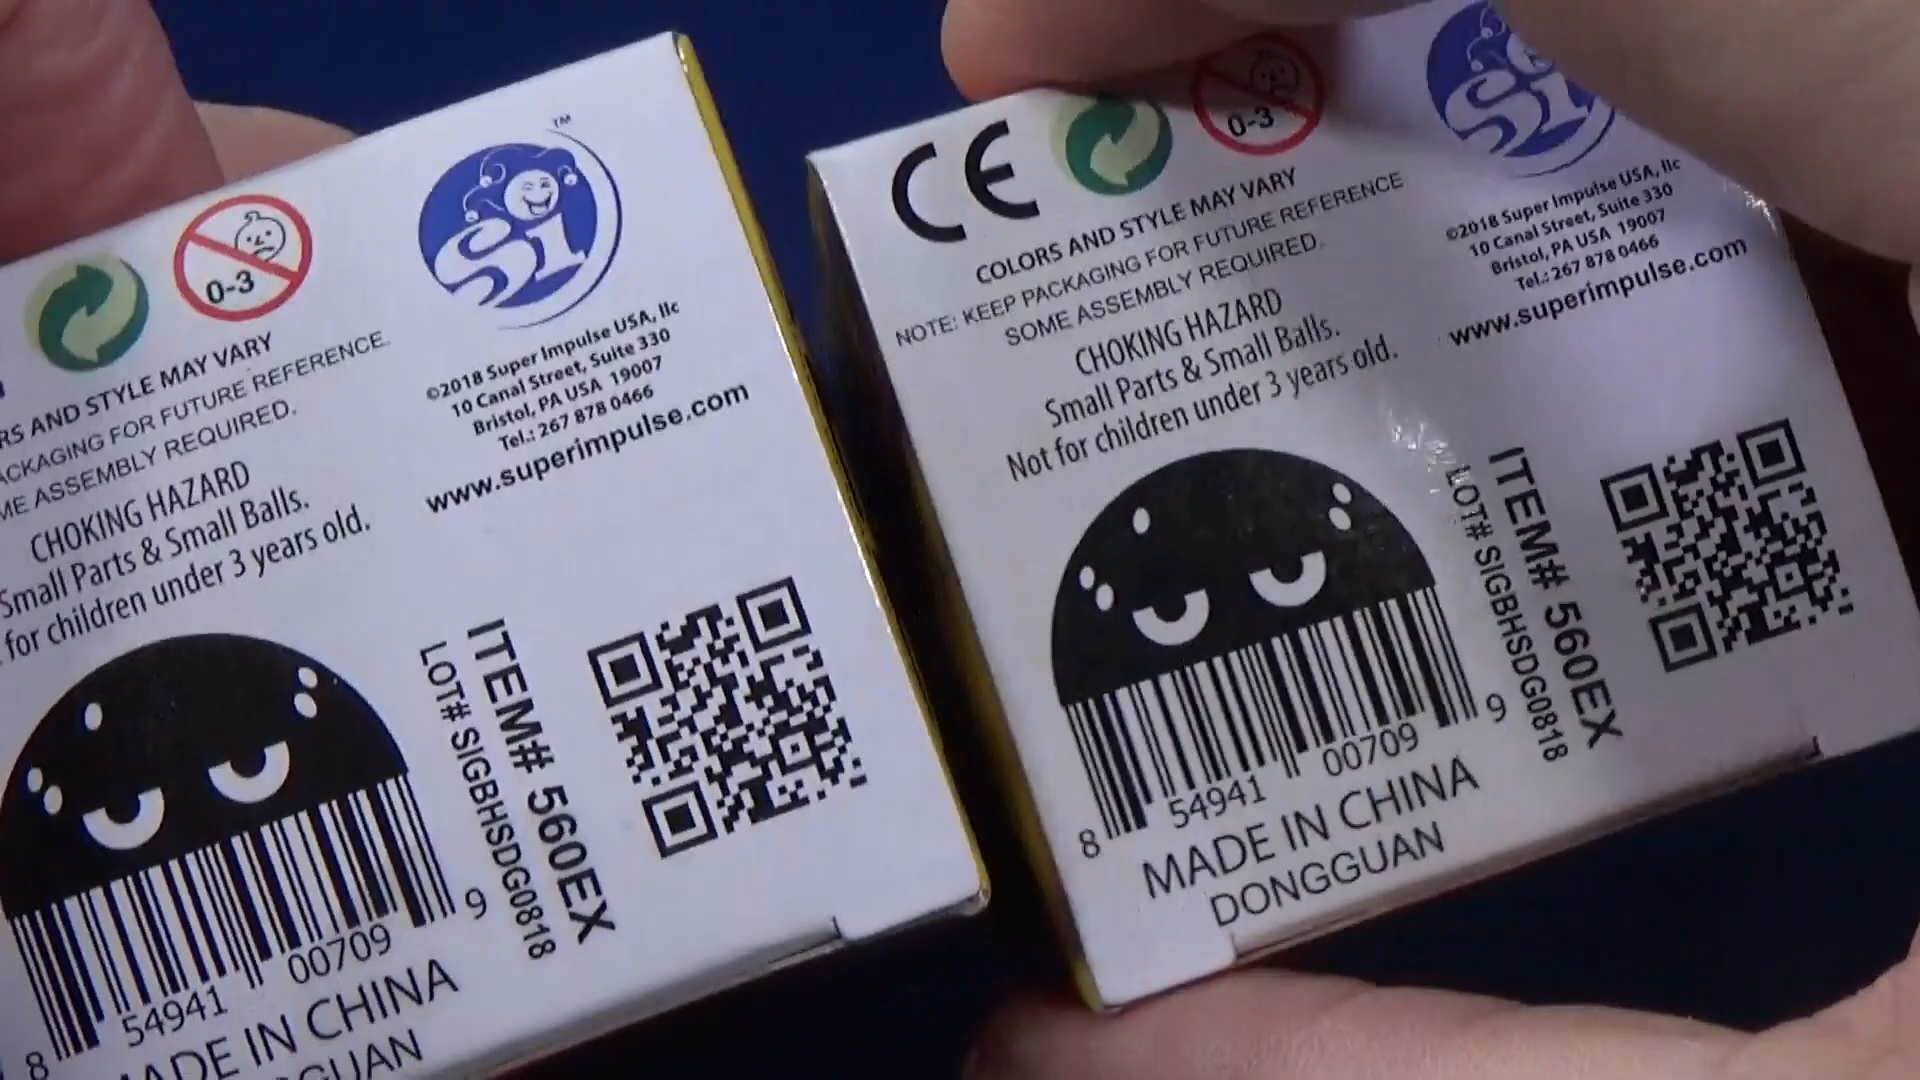 ™
SI
0-3
RS AND STYLE MAY VARY
ACKAGING FOR FUTURE REFERENCE.
ME ASSEMBLY REQUIRED.
CHOKING HAZARD
Small Parts & Small Balls.
for children under 3 years old.
©2018 Super Impulse USA, llc
10 Canal Street, Suite 330
Bristol, PA USA 19007
Tel.: 267 878 0466
www.superimpulse.com
ITEM# 560EX
LOT# SIGBHSDG0818
8 54941 00709 9
MADE IN CHINA
GUAN
CE
0-3
SI
COLORS AND STYLE MAY VARY
NOTE: KEEP PACKAGING FOR FUTURE REFERENCE
SOME ASSEMBLY REQUIRED.
CHOKING HAZARD
Small Parts & Small Balls.
Not for children under 3 years old.
©2018 Super Impulse USA, llc
10 Canal Street, Suite 330
Bristol, PA USA 19007
Tel.: 267 878 0466
www.superimpulse.com
ITEM# 560EX
LOT# SIGBHSDG0818
8 54941 00709 9
MADE IN CHINA
DONGGUAN